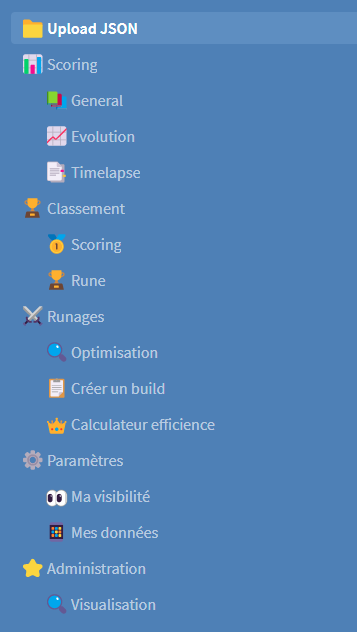 Upload JSON
Scoring
General
Evolution
Timelapse
Classement
Scoring
Rune
Runages
Optimisation
Créer un build
Calculateur efficience
Paramètres
Ma visibilité
Mes données
Administration
Visualisation